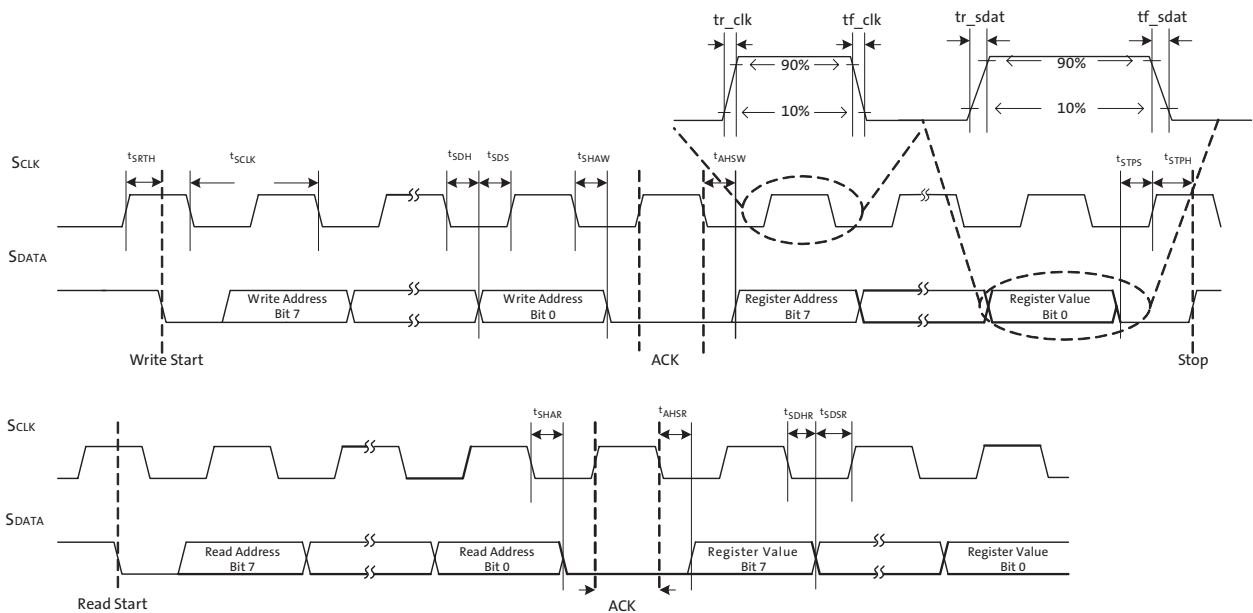 tr_clk tf_clk tr_sdat tf_sdat
90% 90%
10% 10%
SCLK tSRTH tSCLK tSDH tSDS tSHAW tAHSW tSTPS tSTPH
SDATA
Write Address Write Address Register Address Register Value
Bit 7 Bit 0 Bit 7 Bit 0
Write Start ACK Stop
tSHAR tAHSR tSDHR tSDSR
SCLK
SDATA
Read Address Read Address Register Value Register Value
Bit 7 Bit 0 Bit 7 Bit 0
Read Start ACK